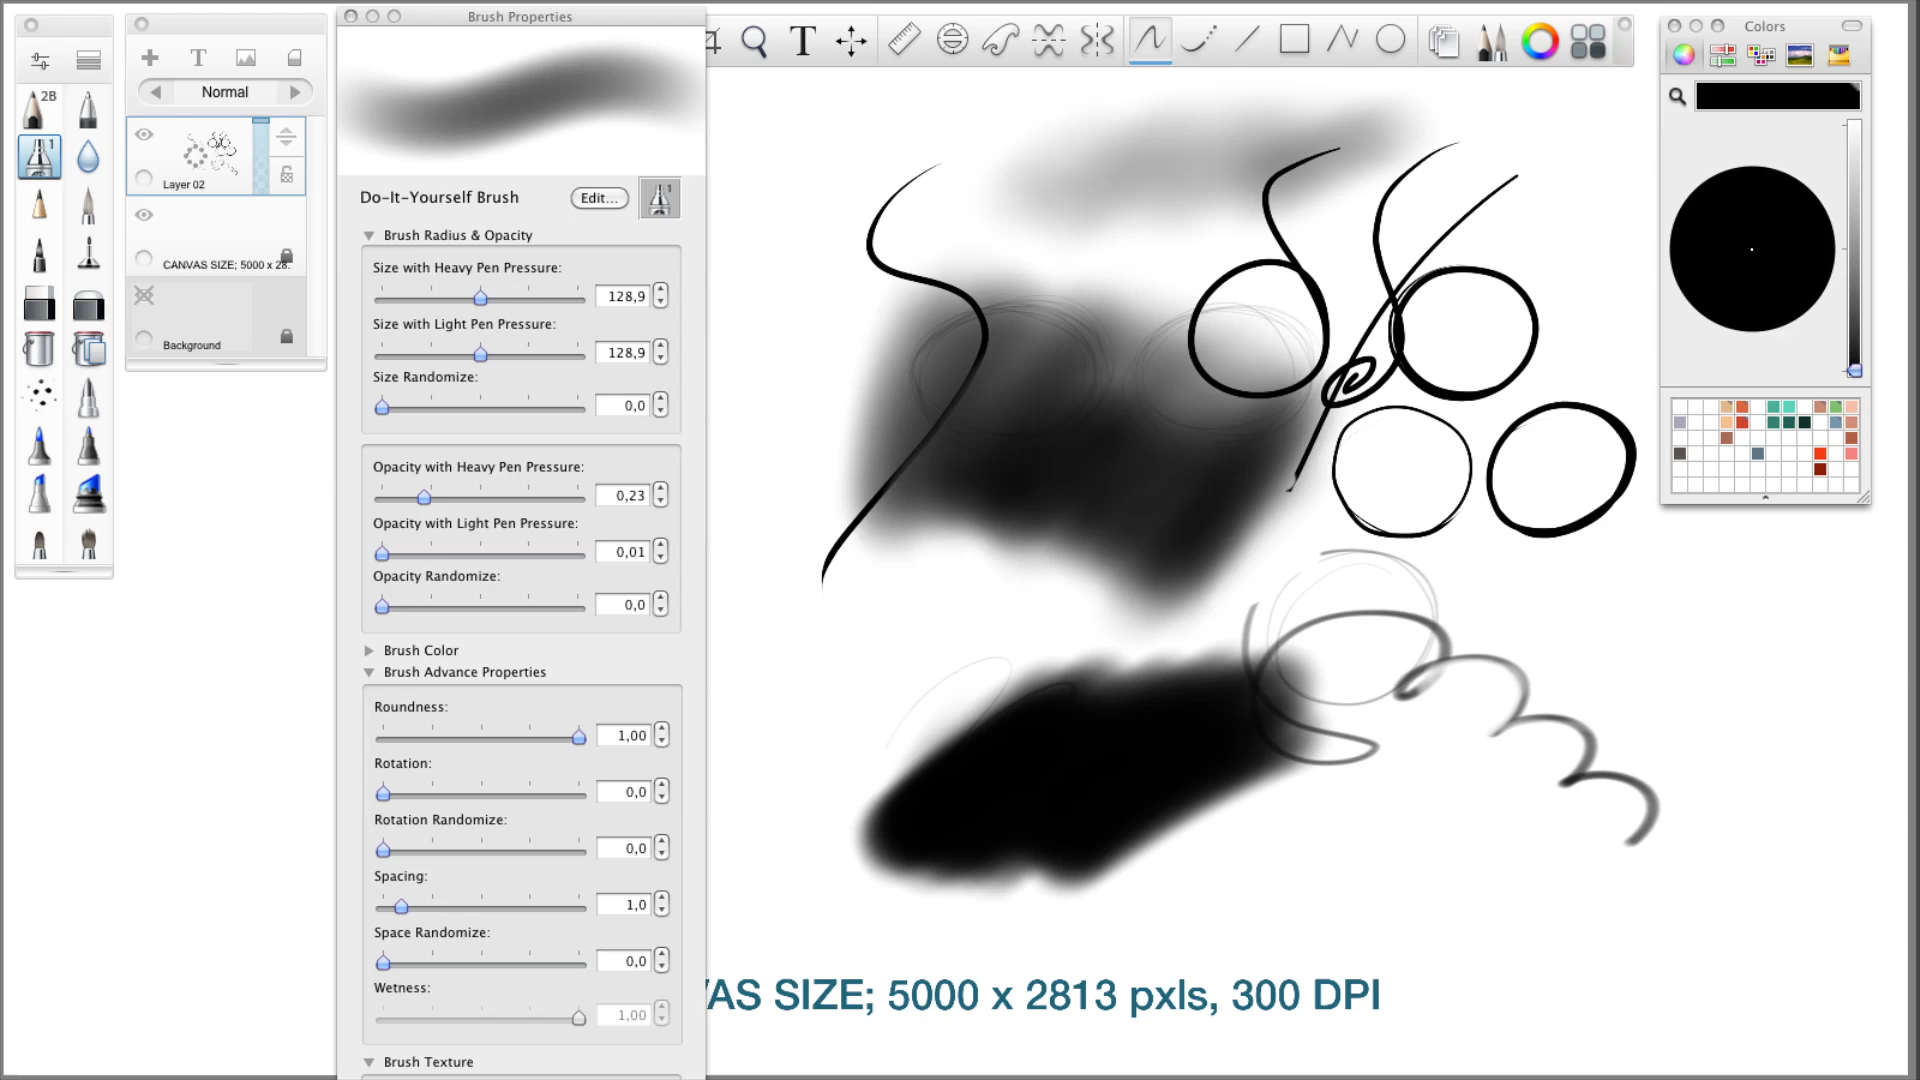 Brush Properties
Colors
T
T
2B
Normal
1
Layer 02
CANVAS SIZE; 5000 x 28.
Background
Do-It-Yourself Brush
Edit...
1
Brush Radius & Opacity
Size with Heavy Pen Pressure:
128,9
Size with Light Pen Pressure:
128,9
Size Randomize:
0,0
Opacity with Heavy Pen Pressure:
0,23
Opacity with Light Pen Pressure:
0,01
Opacity Randomize:
0,0
Brush Color
Brush Advance Properties
Roundness:
1,00
Rotation:
0,0
Rotation Randomize:
0,0
Spacing:
1,0
Space Randomize:
0,0
Wetness:
1,00
Brush Texture
VAS SIZE; 5000 x 2813 pxls, 300 DPI